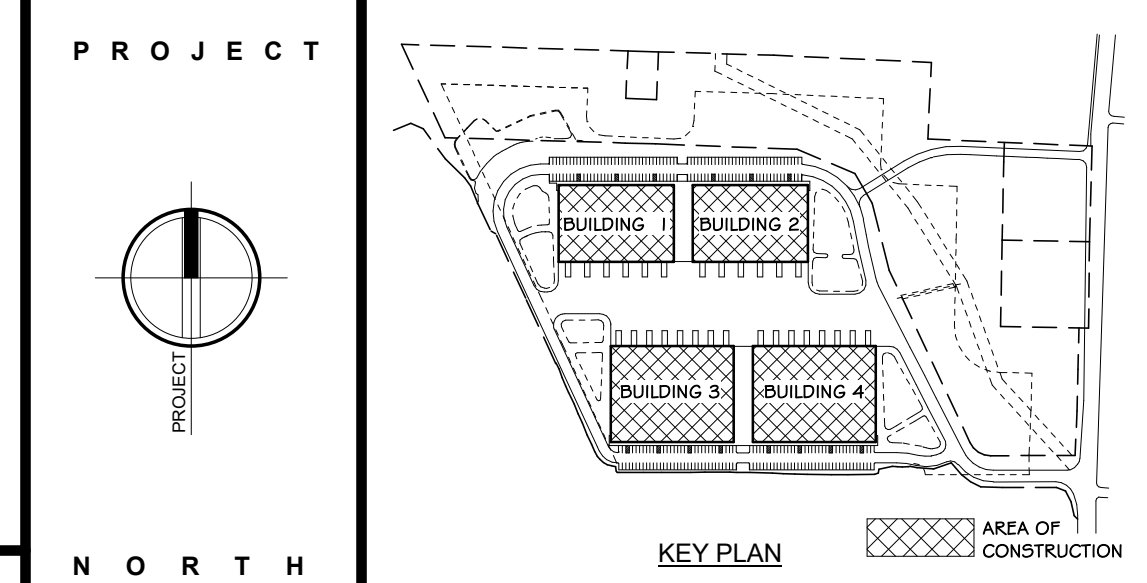 P R O J E C T
PROJECT
N O R T H
BUILDING 1
BUILDING 2
BUILDING 3
BUILDING 4
KEY PLAN
AREA OF
CONSTRUCTION